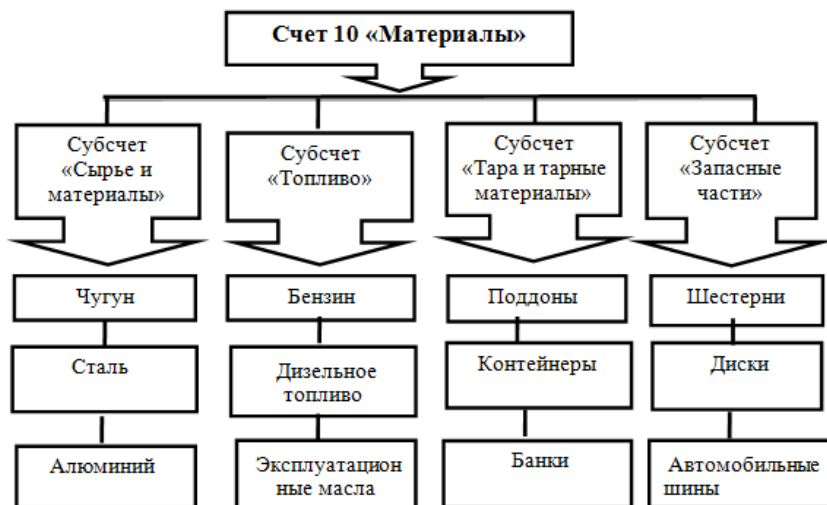 Счет 10 «Материалы»
Субсчет
«Сырье и
материалы»
Субсчет
«Топливо»
Субсчет
«Тара и тарные
материалы»
Субсчет
«Запасные
части»
Чугун
Бензин
Поддоны
Шестерни
Сталь
Дизельное
топливо
Контейнеры
Диски
Алюминий
Эксплуатацион
ные масла
Банки
Автомобильные
шины